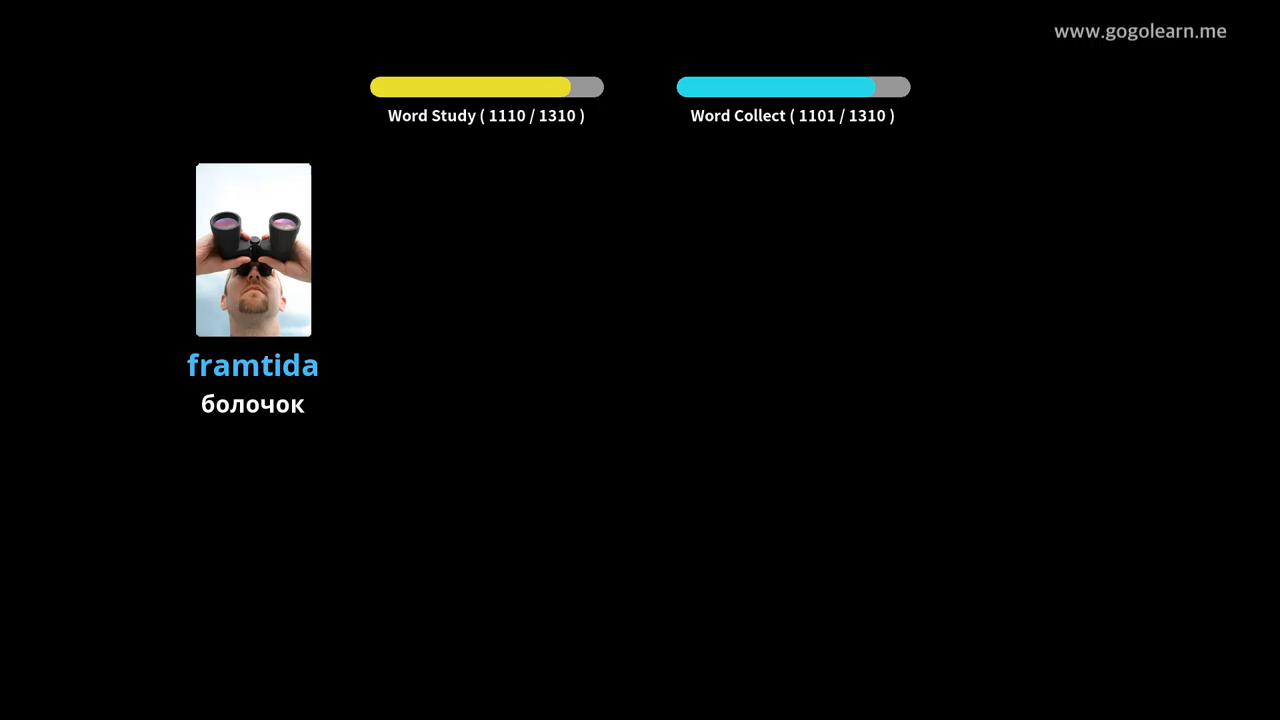 www.gogolearn.me
Word Study ( 1110 / 1310 )
Word Collect ( 1101 / 1310 )
framtida
болочок